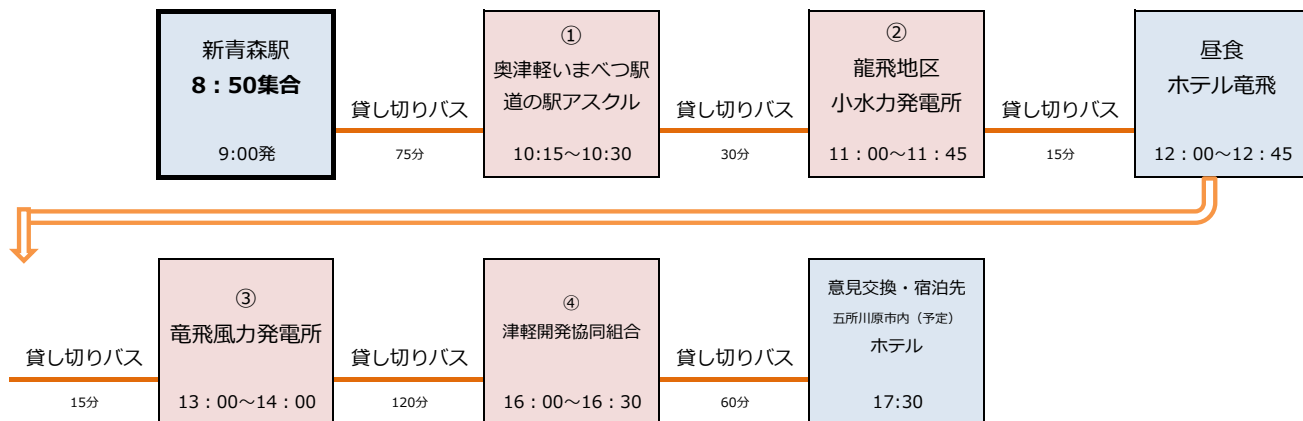 新青森駅
8：50集合
9:00発
貸し切りバス
75分
①
奥津軽いまべつ駅
道の駅アスクル
10:15～10:30
貸し切りバス
30分
②
龍飛地区
小水力発電所
11：00～11：45
貸し切りバス
15分
昼食
ホテル竜飛
12：00～12：45
貸し切りバス
15分
③
竜飛風力発電所
13：00～14：00
貸し切りバス
120分
④
津軽開発協同組合
16：00～16：30
貸し切りバス
60分
意見交換・宿泊先
五所川原市内（予定）
ホテル
17:30